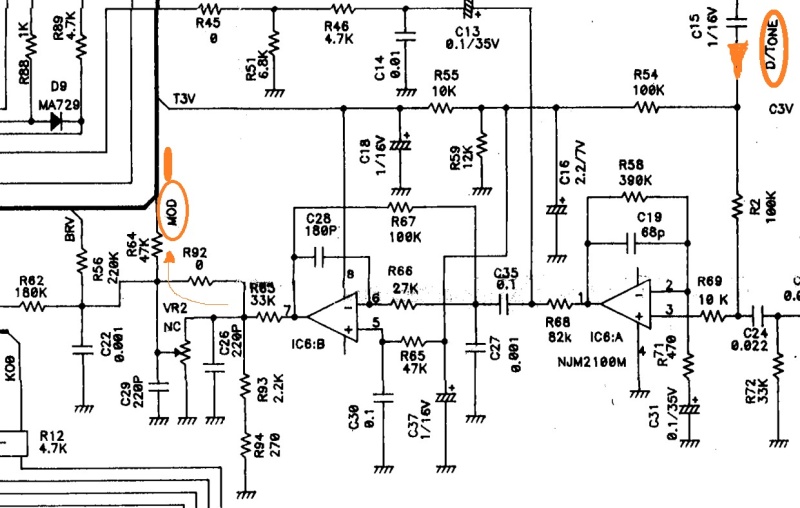 R88 1K
R89 4.7K
D9
MA729
R45
0
R51
6.8K
R46
4.7K
C14
0.01
C13
0.1/35V
+
C15
1/16V
D/TONE
T3V
R55
10K
R54
100K
C3V
C18
1/16V
+
R59
12K
C16
2.2/7V
+
R58
390K
C19
68p
R2
100K
MOD
BRV
R64
47K
R92
0
C28
180P
R67
100K
R62
180K
R56
220K
VR2
NC
33K
7
8
6
5
R66
27K
C35
0.1
R68
82k
1
2
3
4
R69
10 K
C24
0.022
IC6:B
IC6:A
NJM2100M
C22
0.001
C29
220P
C26
220P
R93
2.2K
R94
270
R65
47K
C30
0.1
C37
1/16V
+
C27
0.001
R71
470
C31
0.1/35V
+
R72
33K
KO0
R12
4.7K